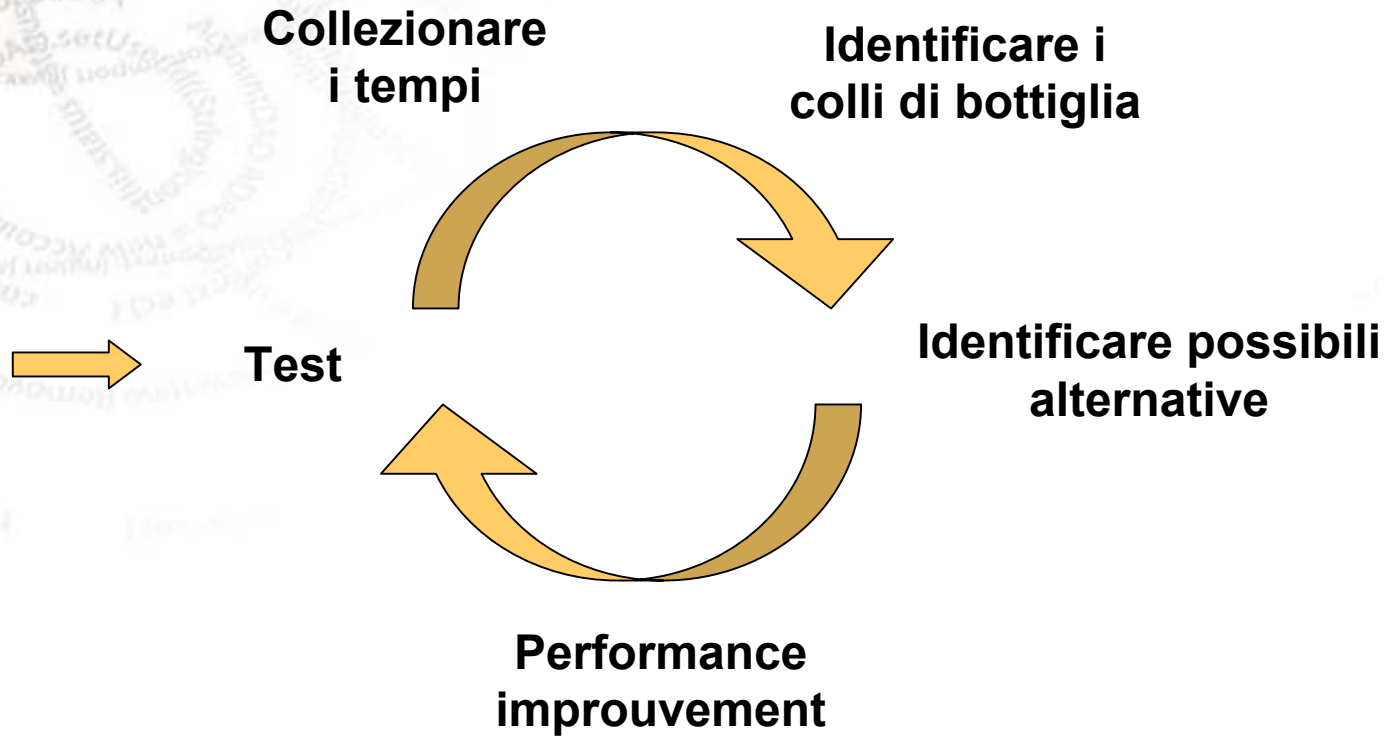 Collezionare
i tempi
Identificare i
colli di bottiglia
Test
Identificare possibili
alternative
Performance
improuvement